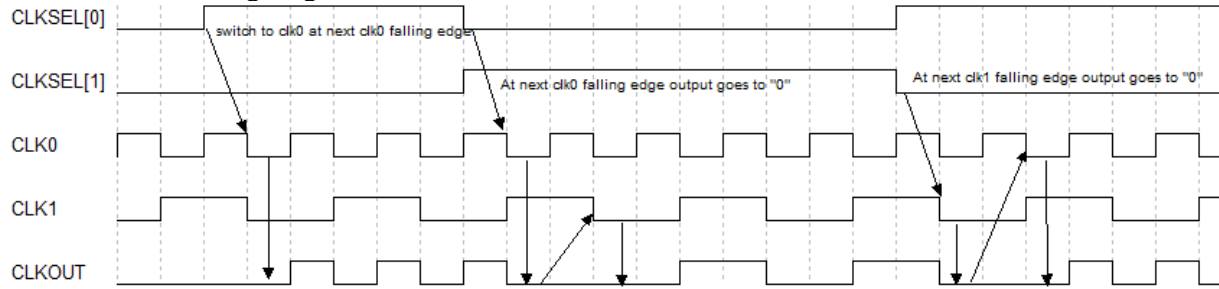 CLKSEL[0]
switch to clk0 at next clk0 falling edge
CLKSEL[1]
At next clk0 falling edge output goes to "0"
At next clk1 falling edge output goes to "0"
CLK0
CLK1
CLKOUT